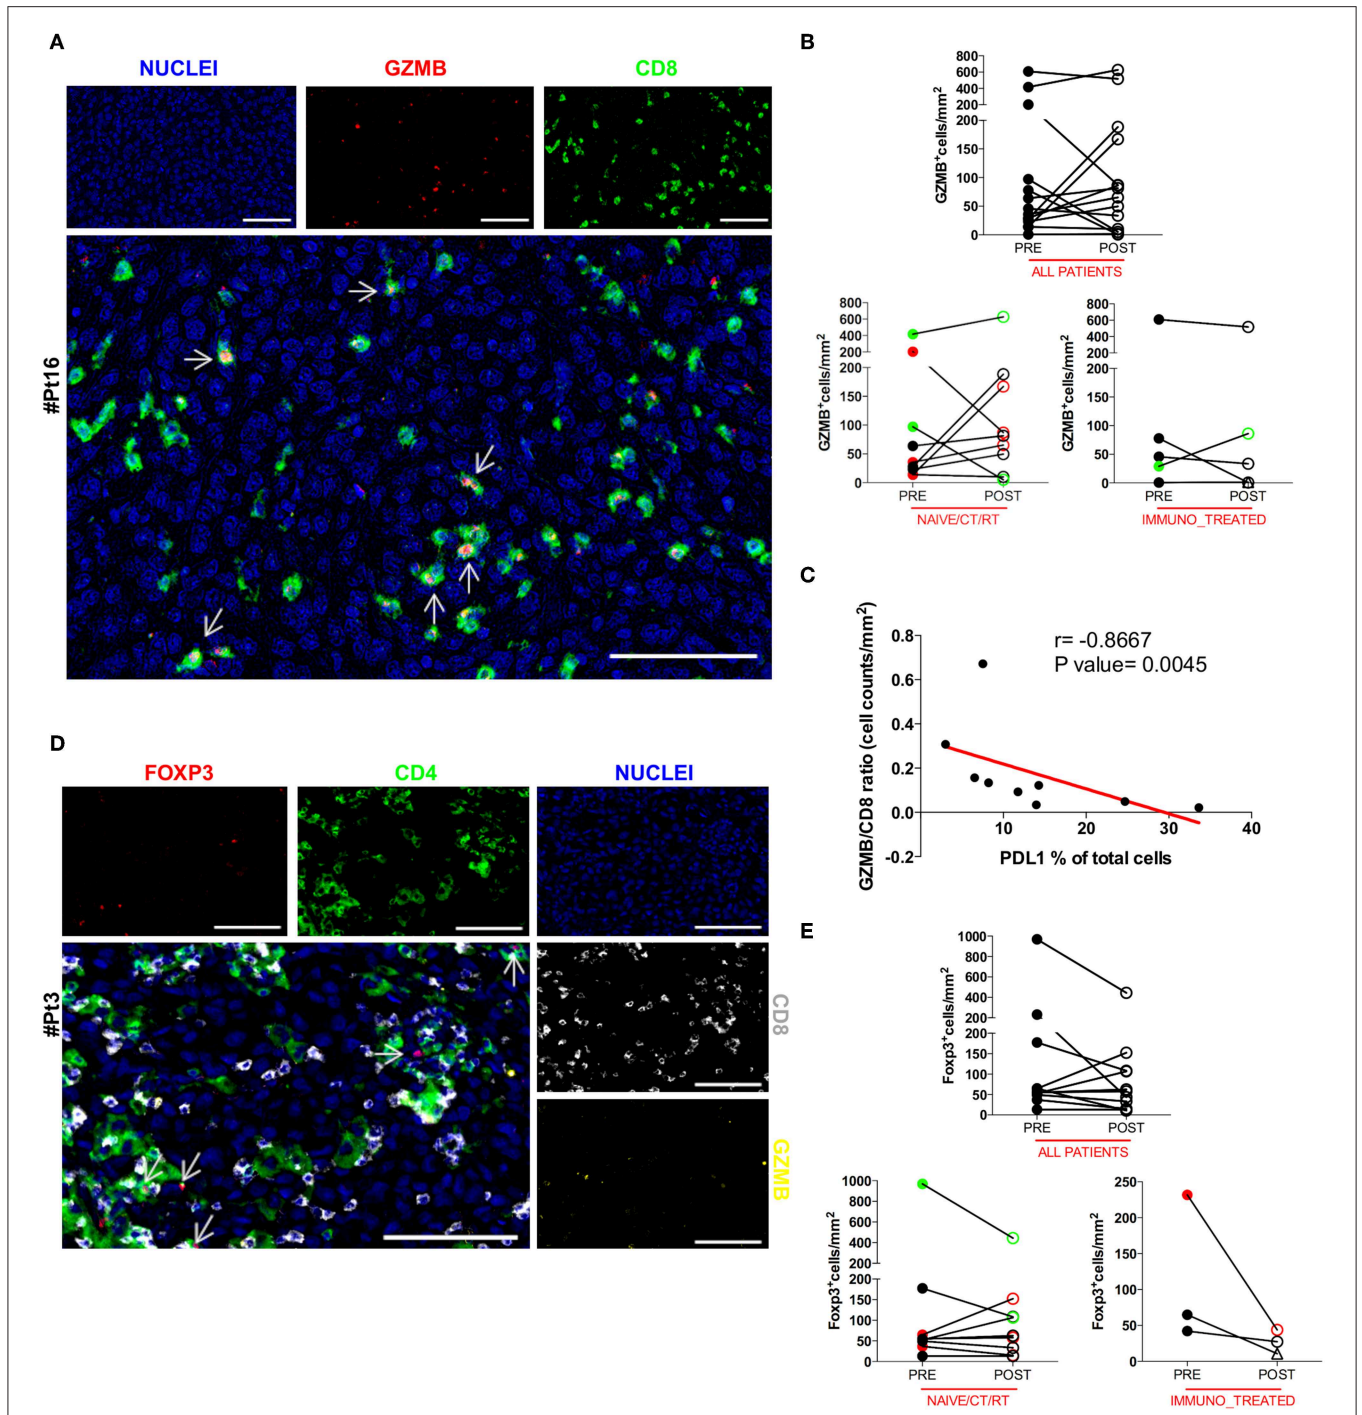 A
NUCLEI GZMB CD8
#Pt16
B
GZMB+cells/mm2
800
600
400
200
200
150
100
50
0
PRE POST
ALL PATIENTS
GZMB+cells/mm2
800
600
400
200
200
150
100
50
0
PRE POST
NAIVE/CT/RT
GZMB+cells/mm2
800
600
400
200
200
150
100
50
0
PRE POST
IMMUNO_TREATED
C
GZMB/CD8 ratio (cell counts/mm2)
0.8
0.6
0.4
0.2
0.0
-0.2
r= -0.8667
P value= 0.0045
10 20 30 40
PDL1 % of total cells
D
FOXP3 CD4 NUCLEI
#Pt3
CD8
GZMB
E
Foxp3+cells/mm2
1000
800
600
400
200
200
150
100
50
0
PRE POST
ALL PATIENTS
Foxp3+cells/mm2
1000
800
600
400
200
200
150
100
50
0
PRE POST
NAIVE/CT/RT
Foxp3+cells/mm2
250
200
150
100
50
0
PRE POST
IMMUNO_TREATED